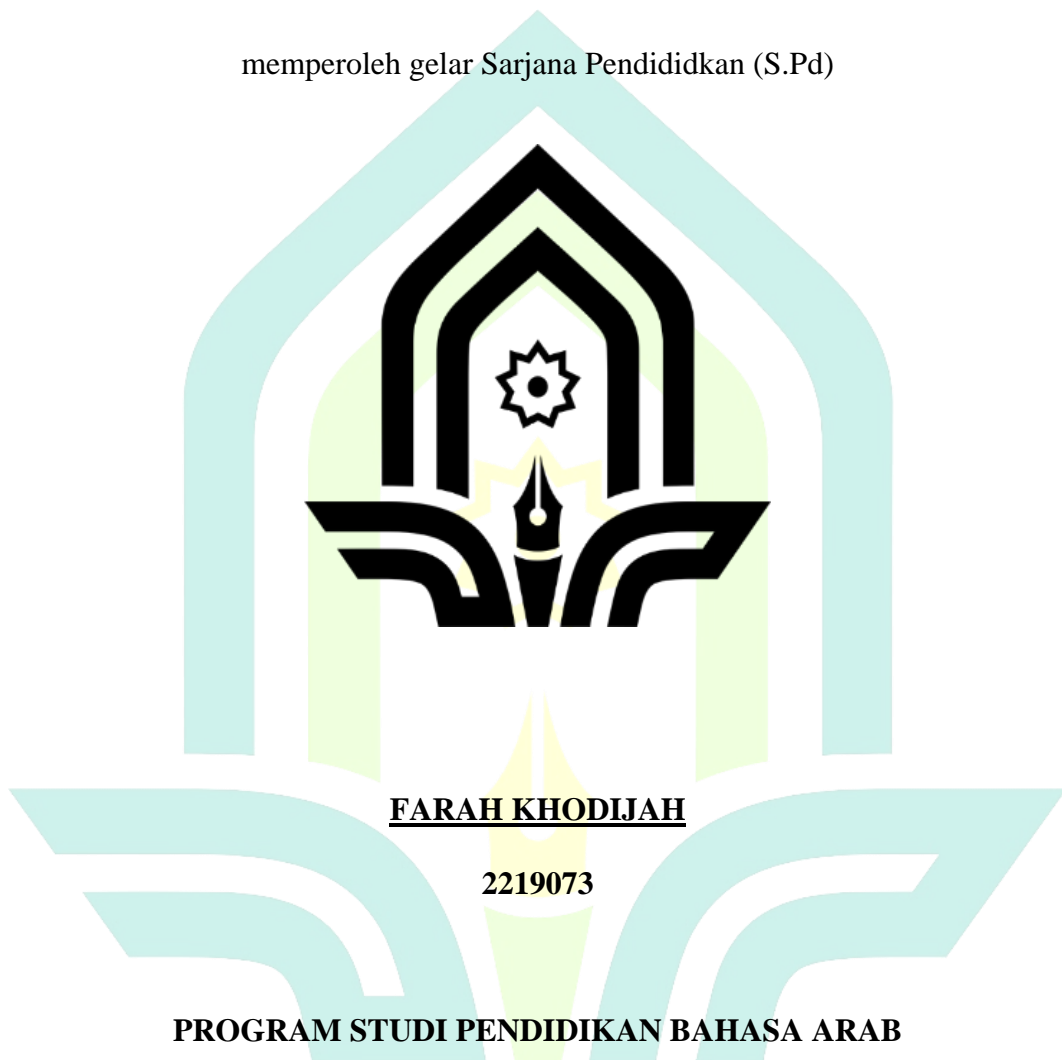 memperoleh gelar Sarjana Pendididkan (S.Pd)
FARAH KHODIJAH
2219073
PROGRAM STUDI PENDIDIKAN BAHASA ARAB